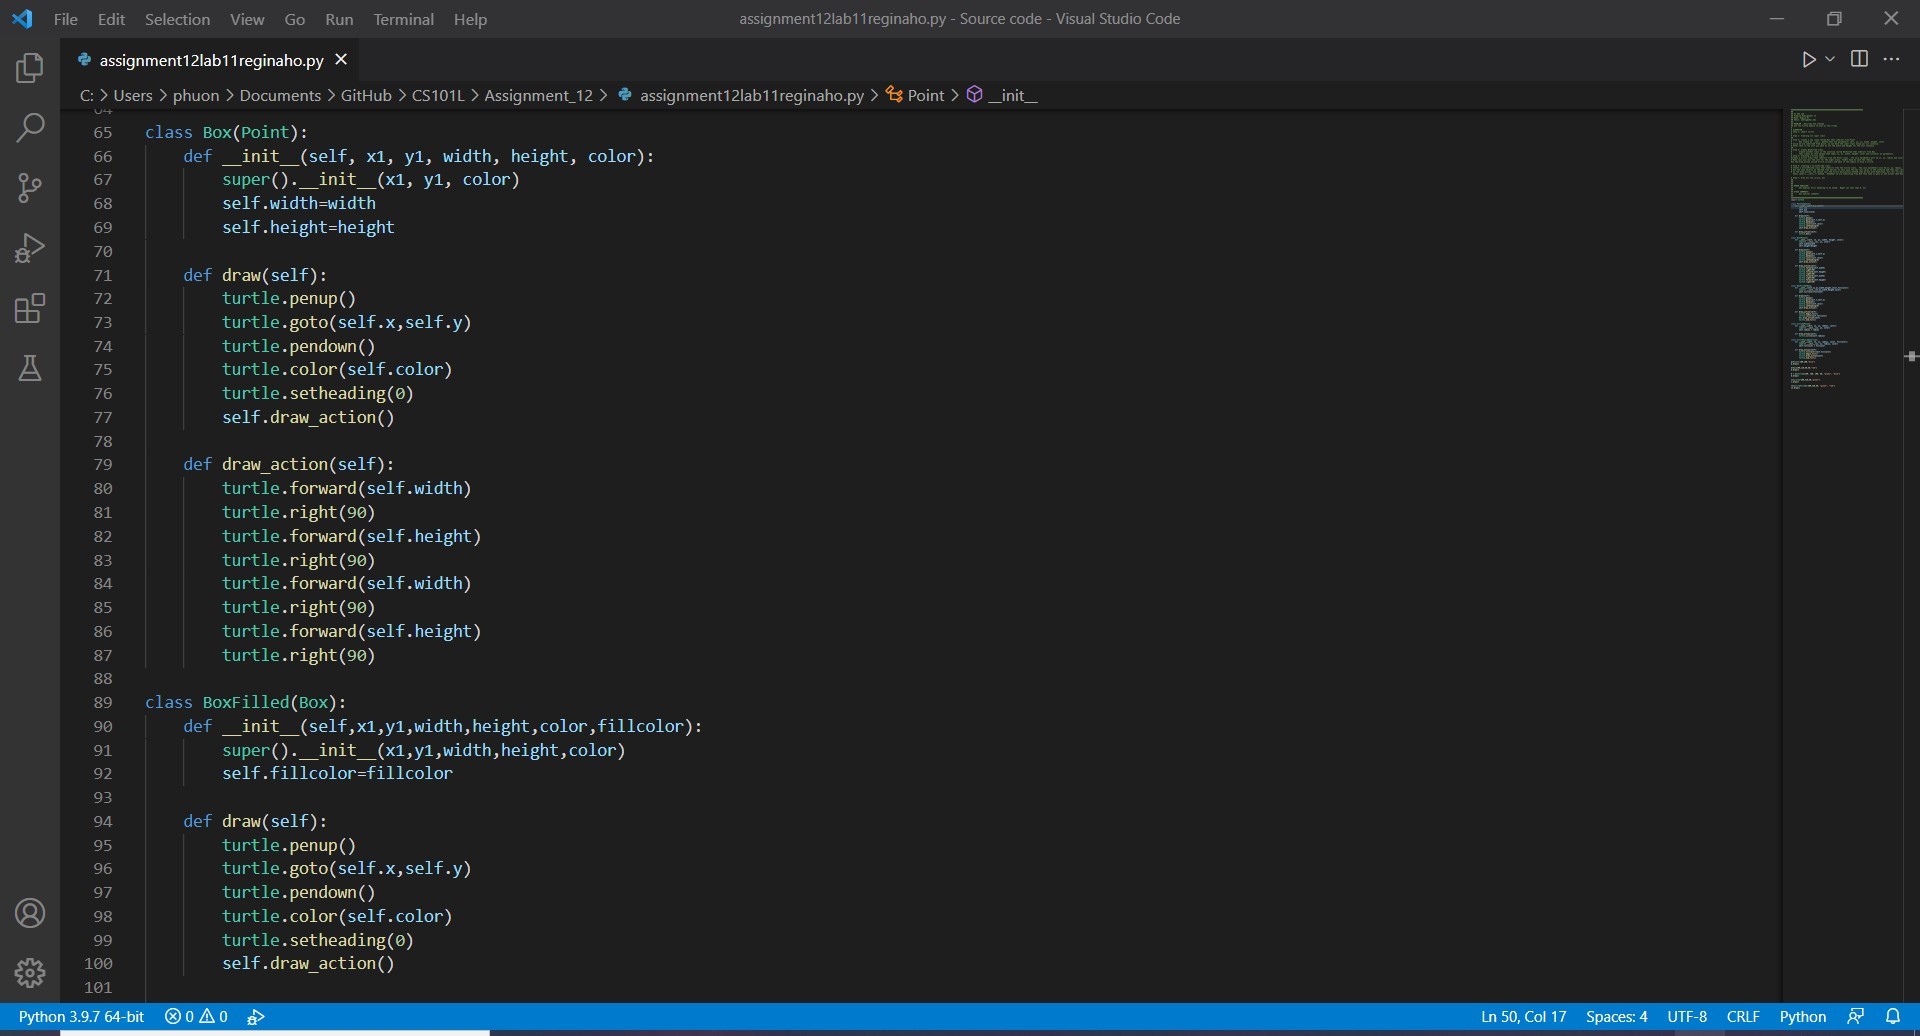 File Edit Selection View Go Run Terminal Help
assignment12lab11reginaho.py - Source code - Visual Studio Code
assignment12lab11reginaho.py
C: > Users > phuon > Documents > GitHub > CS101L > Assignment_12 > assignment12lab11reginaho.py > Point > __init__
64
65 class Box(Point):
66     def __init__(self, x1, y1, width, height, color):
67         super().__init__(x1, y1, color)
68         self.width=width
69         self.height=height
70
71     def draw(self):
72         turtle.penup()
73         turtle.goto(self.x,self.y)
74         turtle.pendown()
75         turtle.color(self.color)
76         turtle.setheading(0)
77         self.draw_action()
78
79     def draw_action(self):
80         turtle.forward(self.width)
81         turtle.right(90)
82         turtle.forward(self.height)
83         turtle.right(90)
84         turtle.forward(self.width)
85         turtle.right(90)
86         turtle.forward(self.height)
87         turtle.right(90)
88
89 class BoxFilled(Box):
90     def __init__(self,x1,y1,width,height,color,fillcolor):
91         super().__init__(x1,y1,width,height,color)
92         self.fillcolor=fillcolor
93
94     def draw(self):
95         turtle.penup()
96         turtle.goto(self.x,self.y)
97         turtle.pendown()
98         turtle.color(self.color)
99         turtle.setheading(0)
100         self.draw_action()
101
Python 3.9.7 64-bit 0 0 Ln 50, Col 17 Spaces: 4 UTF-8 CRLF Python